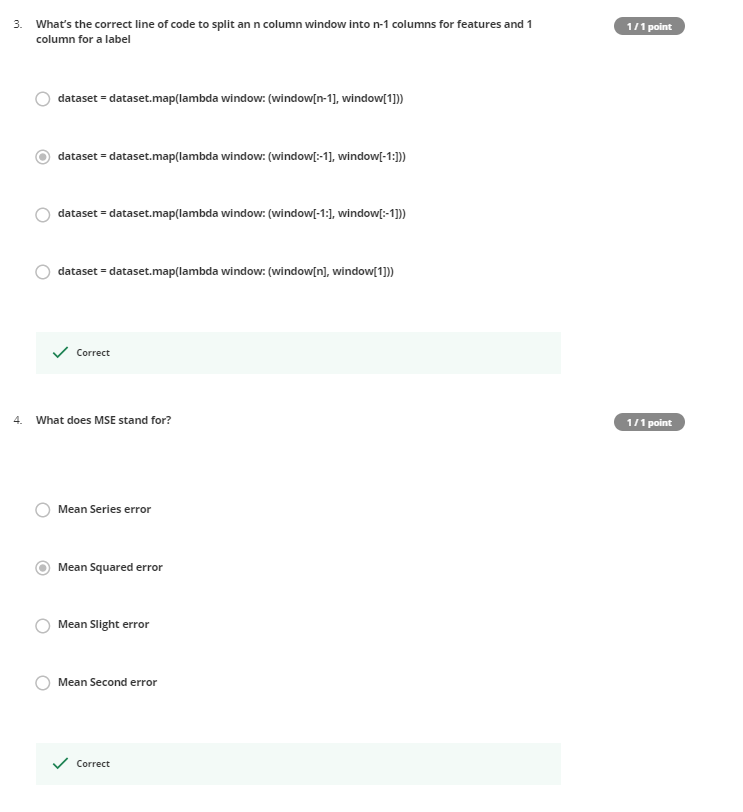 3. What's the correct line of code to split an n column window into n-1 columns for features and 1
column for a label
1 / 1 point
dataset = dataset.map(lambda window: (window[n-1], window[1]))
dataset = dataset.map(lambda window: (window[:-1], window[-1:]))
dataset = dataset.map(lambda window: (window[-1:], window[:-1]))
dataset = dataset.map(lambda window: (window[n], window[1]))
Correct
4. What does MSE stand for?
1 / 1 point
Mean Series error
Mean Squared error
Mean Slight error
Mean Second error
Correct